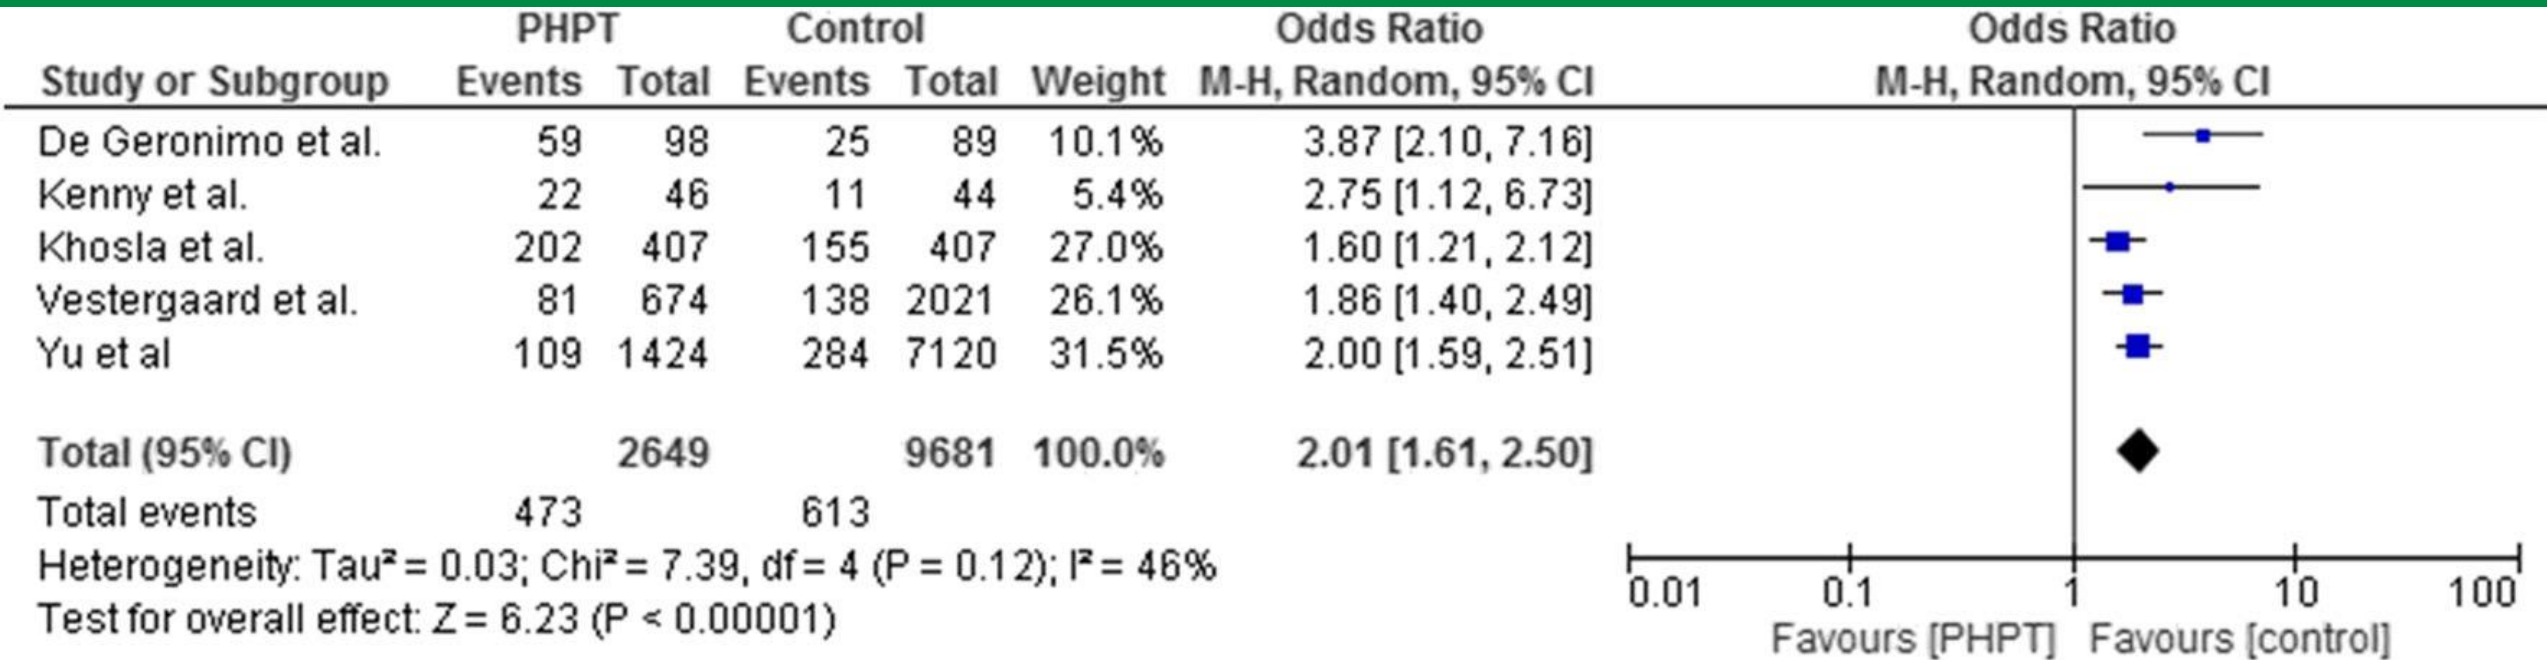 PHPT Control Odds Ratio Odds Ratio
Study or Subgroup Events Total Events Total Weight M-H, Random, 95% CI M-H, Random, 95% CI
De Geronimo et al. 59 98 25 89 10.1% 3.87 [2.10, 7.16]
Kenny et al. 22 46 11 44 5.4% 2.75 [1.12, 6.73]
Khosla et al. 202 407 155 407 27.0% 1.60 [1.21, 2.12]
Vestergaard et al. 81 674 138 2021 26.1% 1.86 [1.40, 2.49]
Yu et al 109 1424 284 7120 31.5% 2.00 [1.59, 2.51]
Total (95% CI) 2649 9681 100.0% 2.01 [1.61, 2.50]
Total events 473 613
Heterogeneity: Tau² = 0.03; Chi² = 7.39, df = 4 (P = 0.12); I² = 46%
Test for overall effect: Z = 6.23 (P < 0.00001)
0.01 0.1 1 10 100
Favours [PHPT] Favours [control]